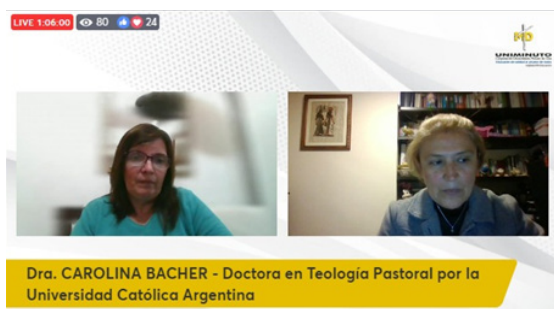 LIVE 1:06:00 80 24
UNIMINUTO
Dra. CAROLINA BACHER - Doctora en Teología Pastoral por la
Universidad Católica Argentina